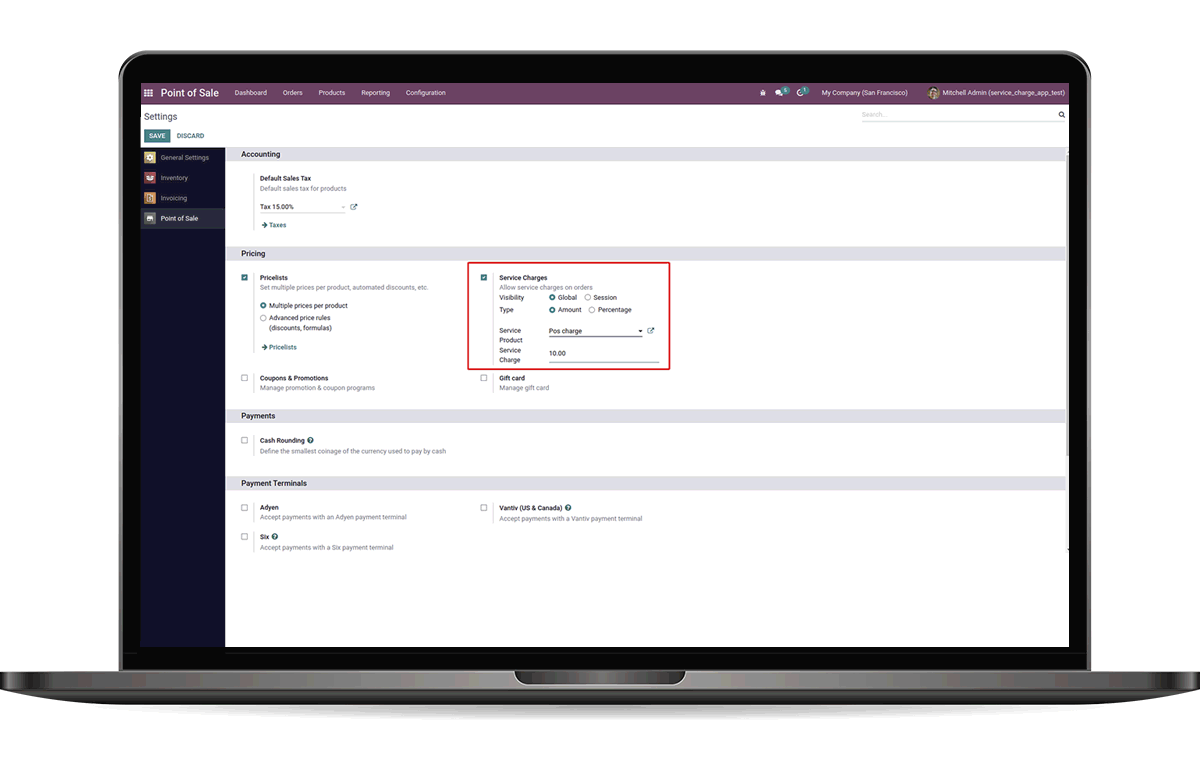 Point of Sale Dashboard Orders Products Reporting Configuration 5 1 My Company (San Francisco) Mitchell Admin (service_charge_app_test)
Settings Search...
SAVE DISCARD
General Settings
Inventory
Invoicing
Point of Sale
Accounting
Default Sales Tax
Default sales tax for products
Tax 15.00%
Taxes
Pricing
Pricelists
Set multiple prices per product, automated discounts, etc.
Multiple prices per product
Advanced price rules
(discounts, formulas)
Pricelists
Service Charges
Allow service charges on orders
Visibility Global Session
Type Amount Percentage
Service Pos charge
Product
Service 10.00
Charge
Coupons & Promotions
Manage promotion & coupon programs
Gift card
Manage gift card
Payments
Cash Rounding ?
Define the smallest coinage of the currency used to pay by cash
Payment Terminals
Adyen
Accept payments with an Adyen payment terminal
Vantiv (US & Canada) ?
Accept payments with a Vantiv payment terminal
Six ?
Accept payments with a Six payment terminal